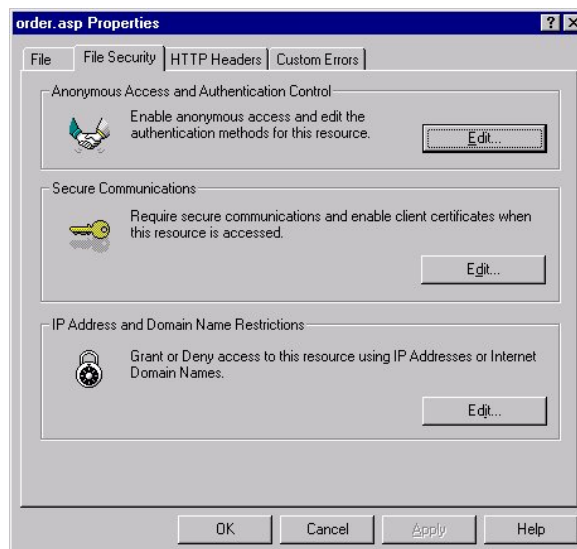 order.asp Properties
File File Security HTTP Headers Custom Errors
Anonymous Access and Authentication Control
Enable anonymous access and edit the
authentication methods for this resource.
Edit...
Secure Communications
Require secure communications and enable client certificates when
this resource is accessed.
Edit...
IP Address and Domain Name Restrictions
Grant or Deny access to this resource using IP Addresses or Internet
Domain Names.
Edit...
OK Cancel Apply Help